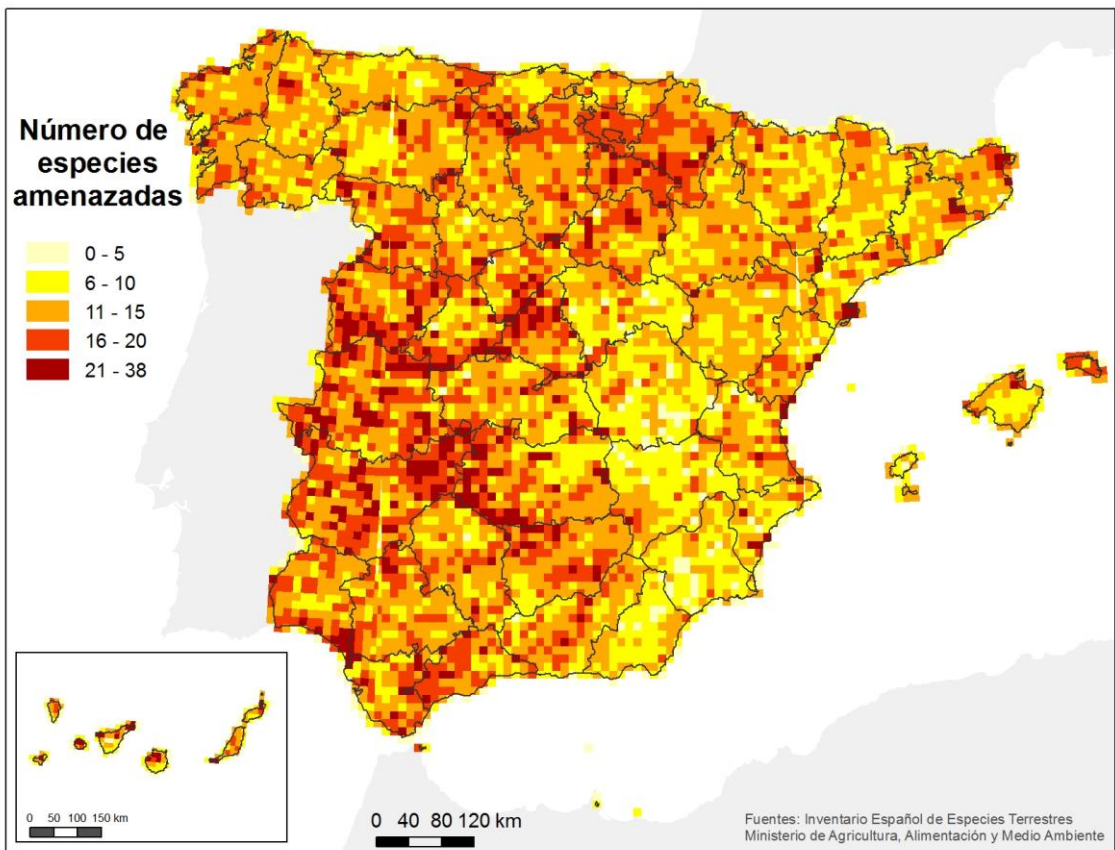 Número de
especies
amenazadas
0 - 5
6 - 10
11 - 15
16 - 20
21 - 38
0 50 100 150 km
0 40 80 120 km
Fuentes: Inventario Español de Especies Terrestres
Ministerio de Agricultura, Alimentación y Medio Ambiente